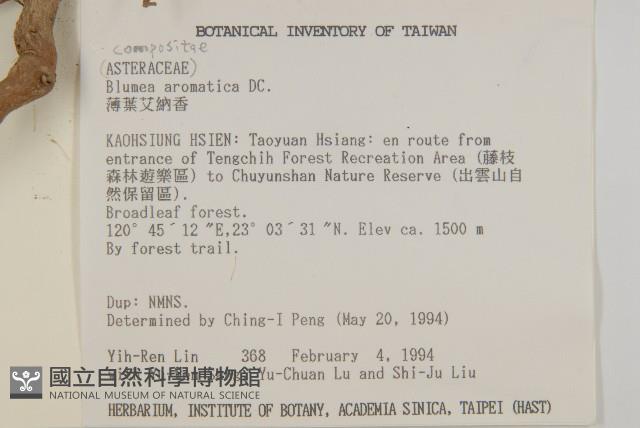 BOTANICAL INVENTORY OF TAIWAN
compositae
(ASTERACEAE)
Blumea aromatica DC.
薄葉艾納香
KAOHSIUNG HSIEN: Taoyuan Hsiang: en route from
entrance of Tengchih Forest Recreation Area (藤枝
森林遊樂區) to Chuyunshan Nature Reserve (出雲山自
然保留區).
Broadleaf forest.
120° 45´ 12 ˝E,23° 03´ 31 ˝N. Elev ca. 1500 m
By forest trail.
Dup: NMNS.
Determined by Ching-I Peng (May 20, 1994)
Yih-Ren Lin 368 February 4, 1994
Yu-Chuan Lu and Shi-Ju Liu
國立自然科學博物館
NATIONAL MUSEUM OF NATURAL SCIENCE
HERBARIUM, INSTITUTE OF BOTANY, ACADEMIA SINICA, TAIPEI (HAST)